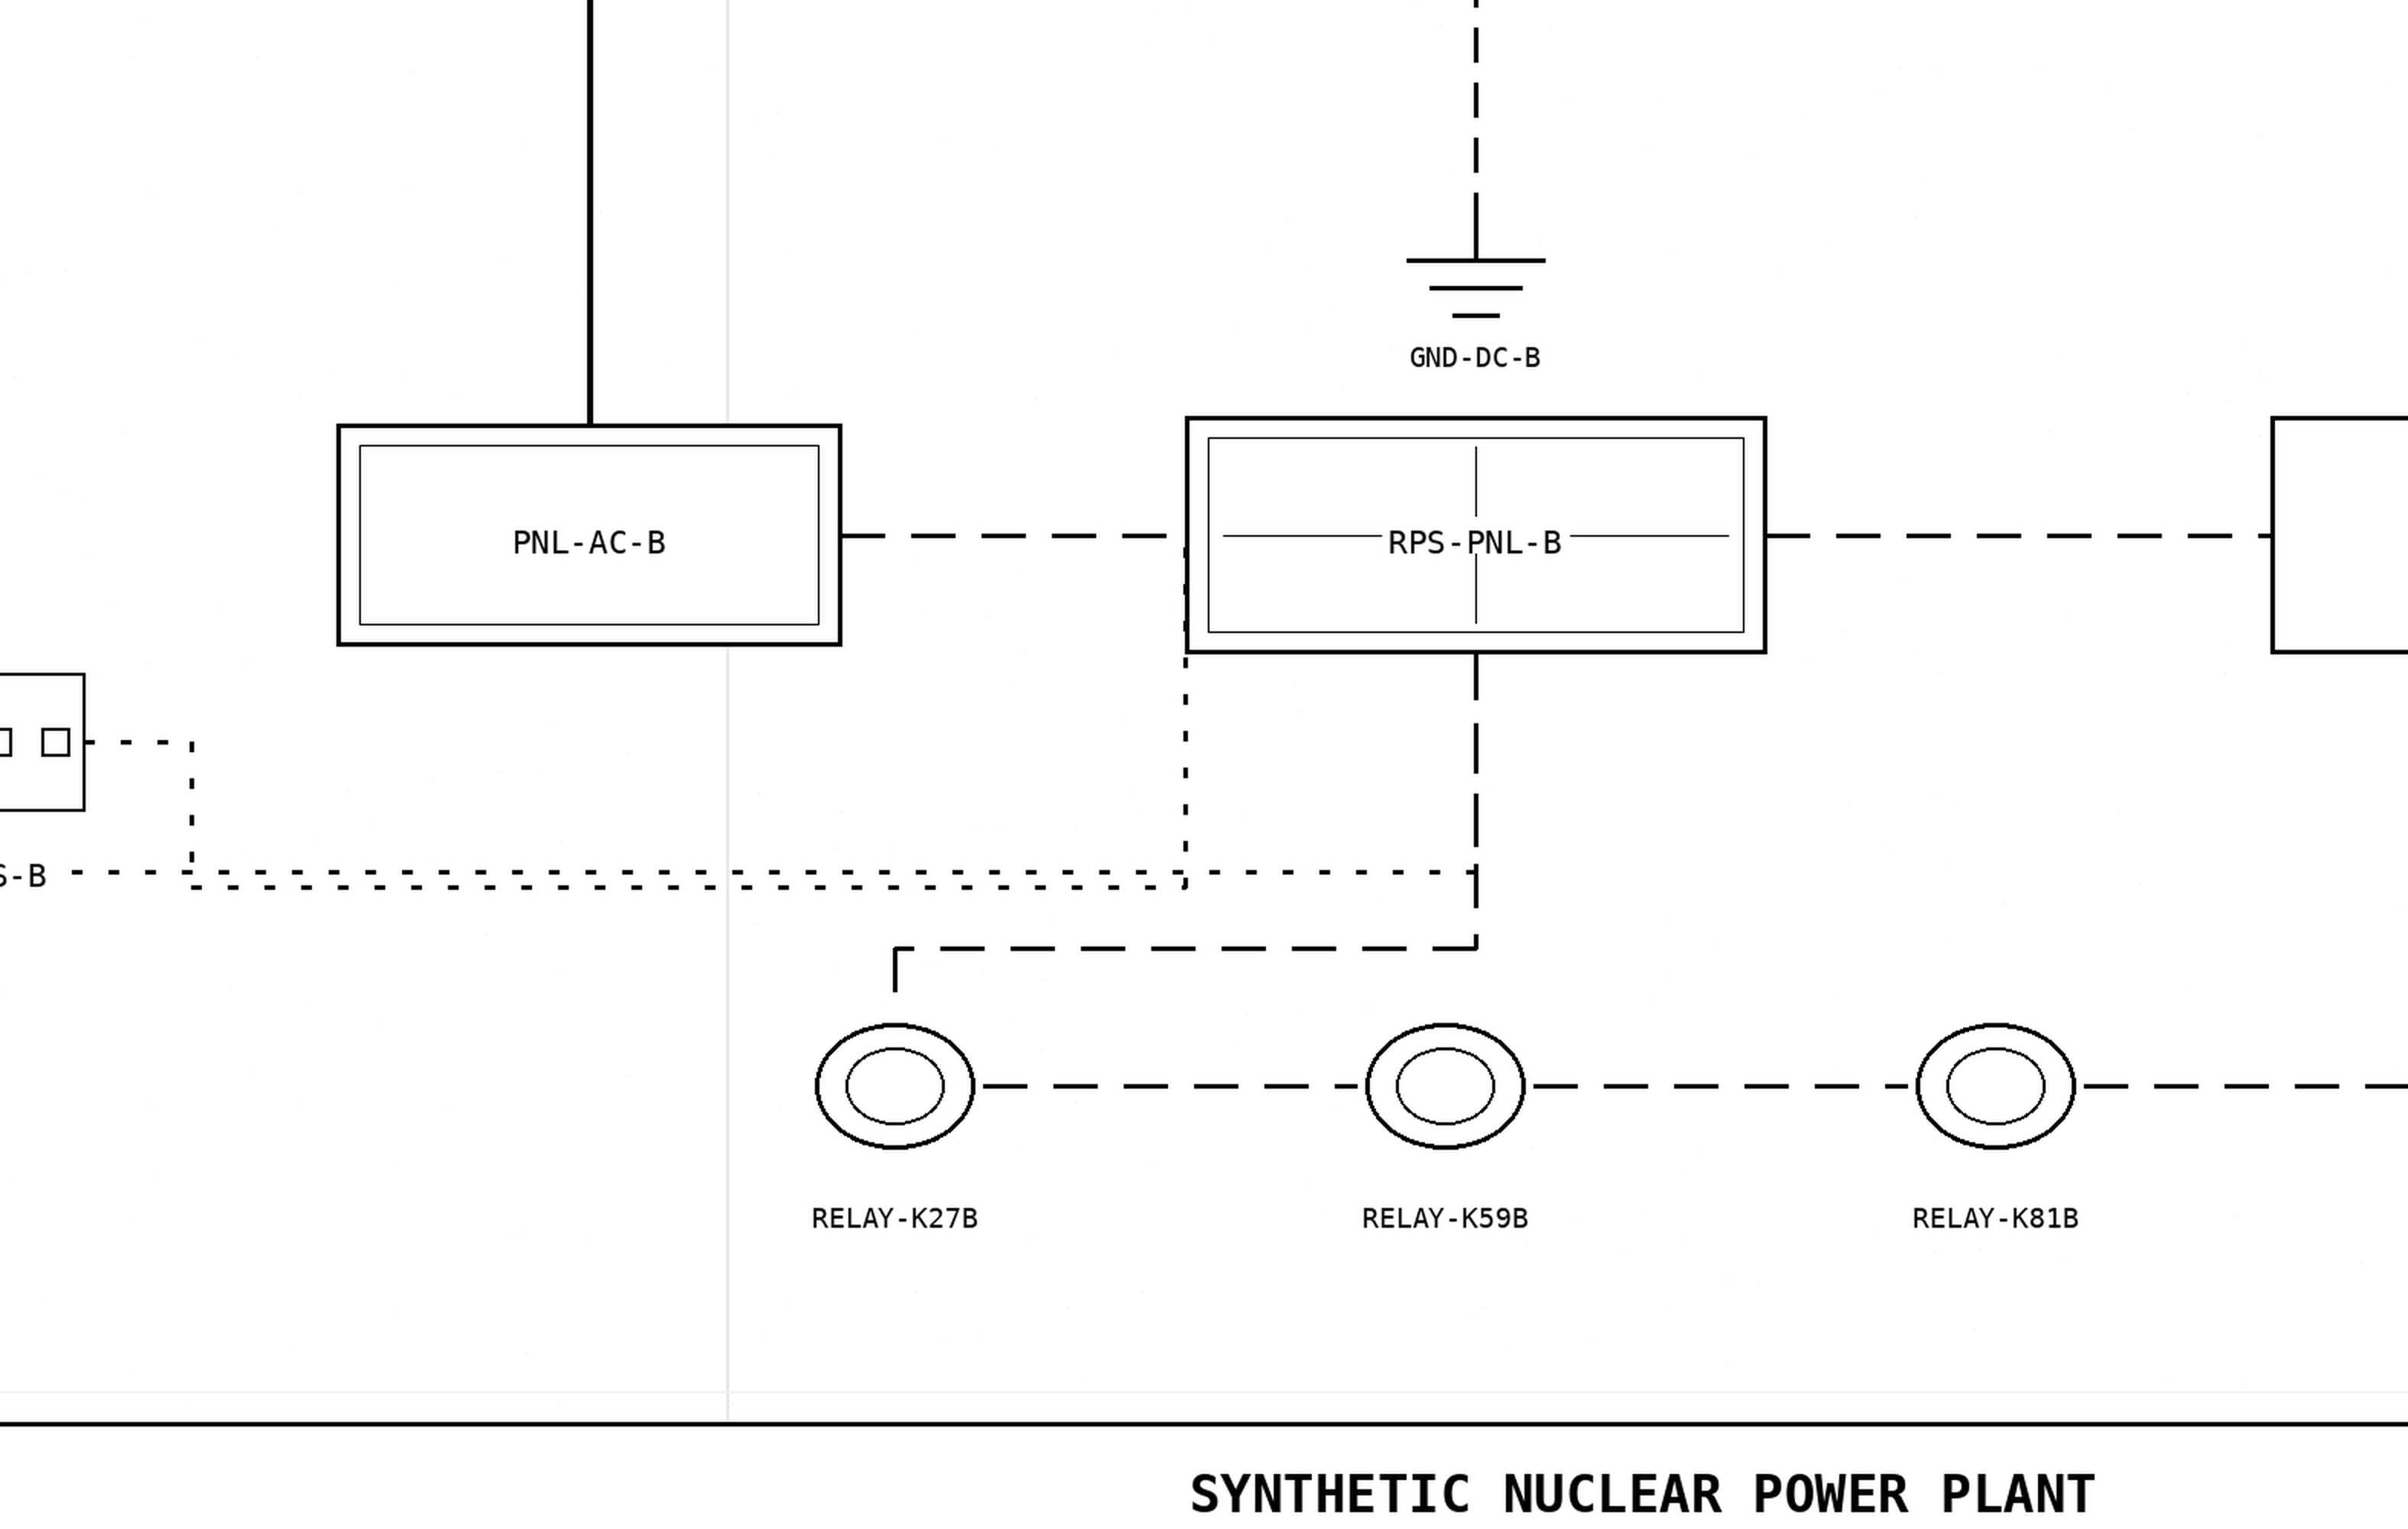 GND-DC-B
PNL-AC-B
RPS-PNL-B
S-B
RELAY-K27B
RELAY-K59B
RELAY-K81B
SYNTHETIC NUCLEAR POWER PLANT